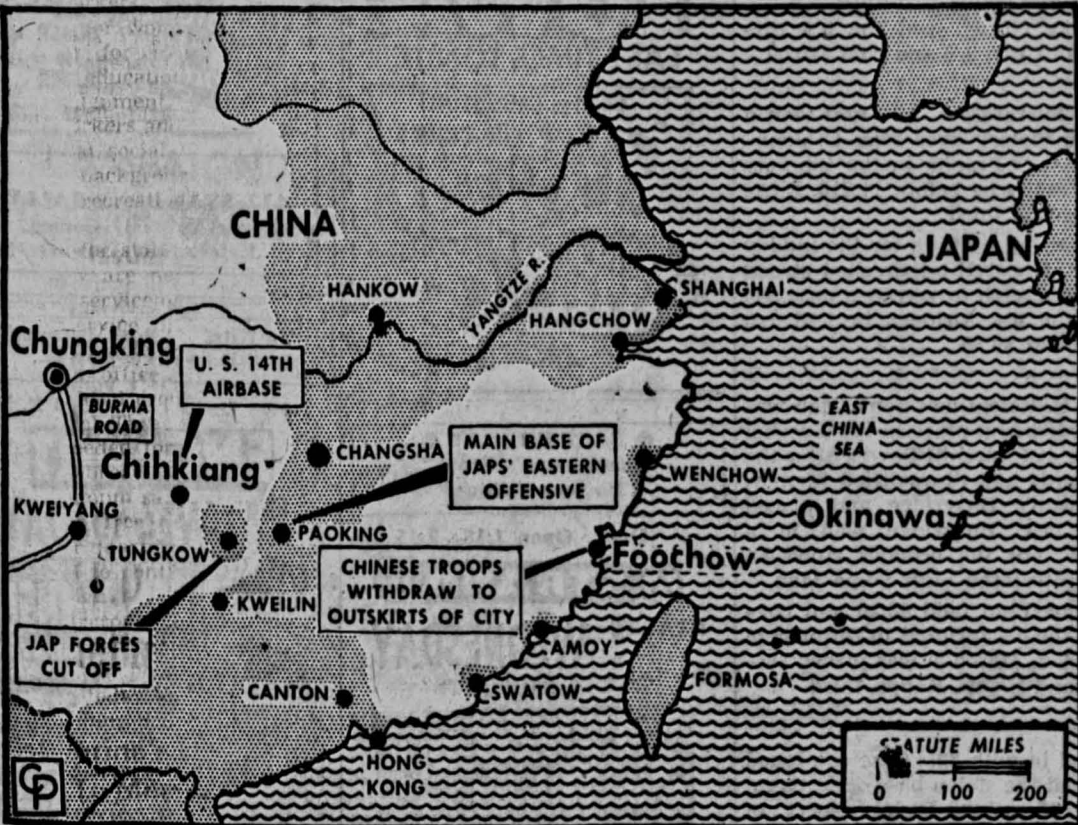 CHINA
JAPAN
HANKOW
YANGTZE R.
SHANGHAI
HANGCHOW
Chungking
U. S. 14TH
AIRBASE
BURMA
ROAD
EAST
CHINA
SEA
CHANGSHA
MAIN BASE OF
JAPS' EASTERN
OFFENSIVE
WENCHOW
Chihkiang
KWEIYANG
Okinawa
PAOKING
TUNGKOW
Foochow
CHINESE TROOPS
WITHDRAW TO
OUTSKIRTS OF CITY
KWEILIN
JAP FORCES
CUT OFF
AMOY
FORMOSA
CANTON
SWATOW
HONG
KONG
STATUTE MILES
0 100 200
CP